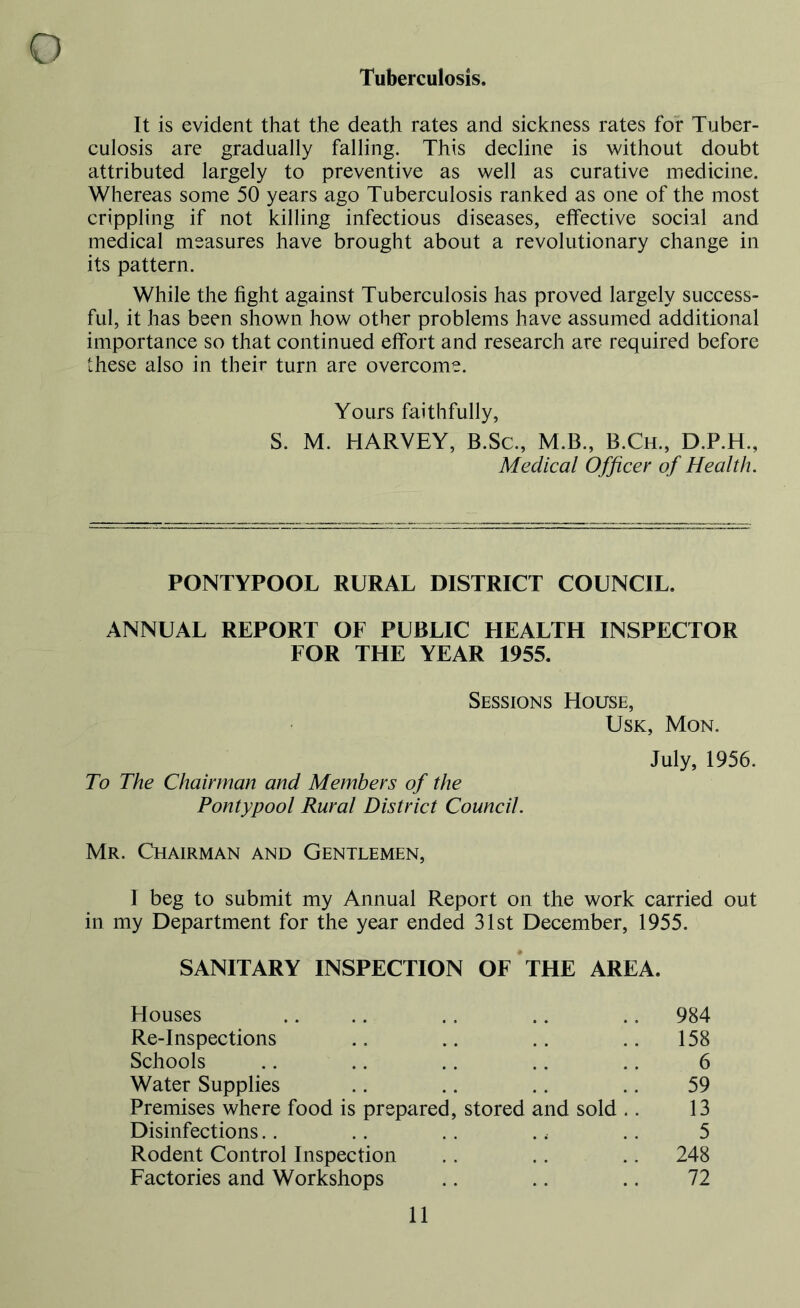 Tuberculosis.
It is evident that the death rates and sickness rates for Tuber-
culosis are gradually falling. This decline is without doubt
attributed largely to preventive as well as curative medicine.
Whereas some 50 years ago Tuberculosis ranked as one of the most
crippling if not killing infectious diseases, effective social and
medical measures have brought about a revolutionary change in
its pattern.
While the fight against Tuberculosis has proved largely success-
ful, it has been shown how other problems have assumed additional
importance so that continued effort and research are required before
these also in their turn are overcome.
Yours faithfully,
S. M. HARVEY, B.Sc., M.B., B.Ch., D.P.H.,
Medical Officer of Health.
PONTYPOOL RURAL DISTRICT COUNCIL.
ANNUAL REPORT OF PUBLIC HEALTH INSPECTOR
FOR THE YEAR 1955.
Sessions House,
Usk, Mon.
July, 1956.
To The Chairman and Members of the
Pontypool Rural District Council.
Mr. Chairman and Gentlemen,
I beg to submit my Annual Report on the work carried out
in my Department for the year ended 31st December, 1955.
SANITARY INSPECTION OF THE AREA.
Houses .. .. .. .. .. 984
Re-Inspections .. .. .. .. 158
Schools .. .. .. .. .. 6
Water Supplies .. .. .. .. 59
Premises where food is prepared, stored and sold .. 13
Disinfections .. .. .. .. .. 5
Rodent Control Inspection .. .. .. 248
Factories and Workshops .. .. .. 72
11